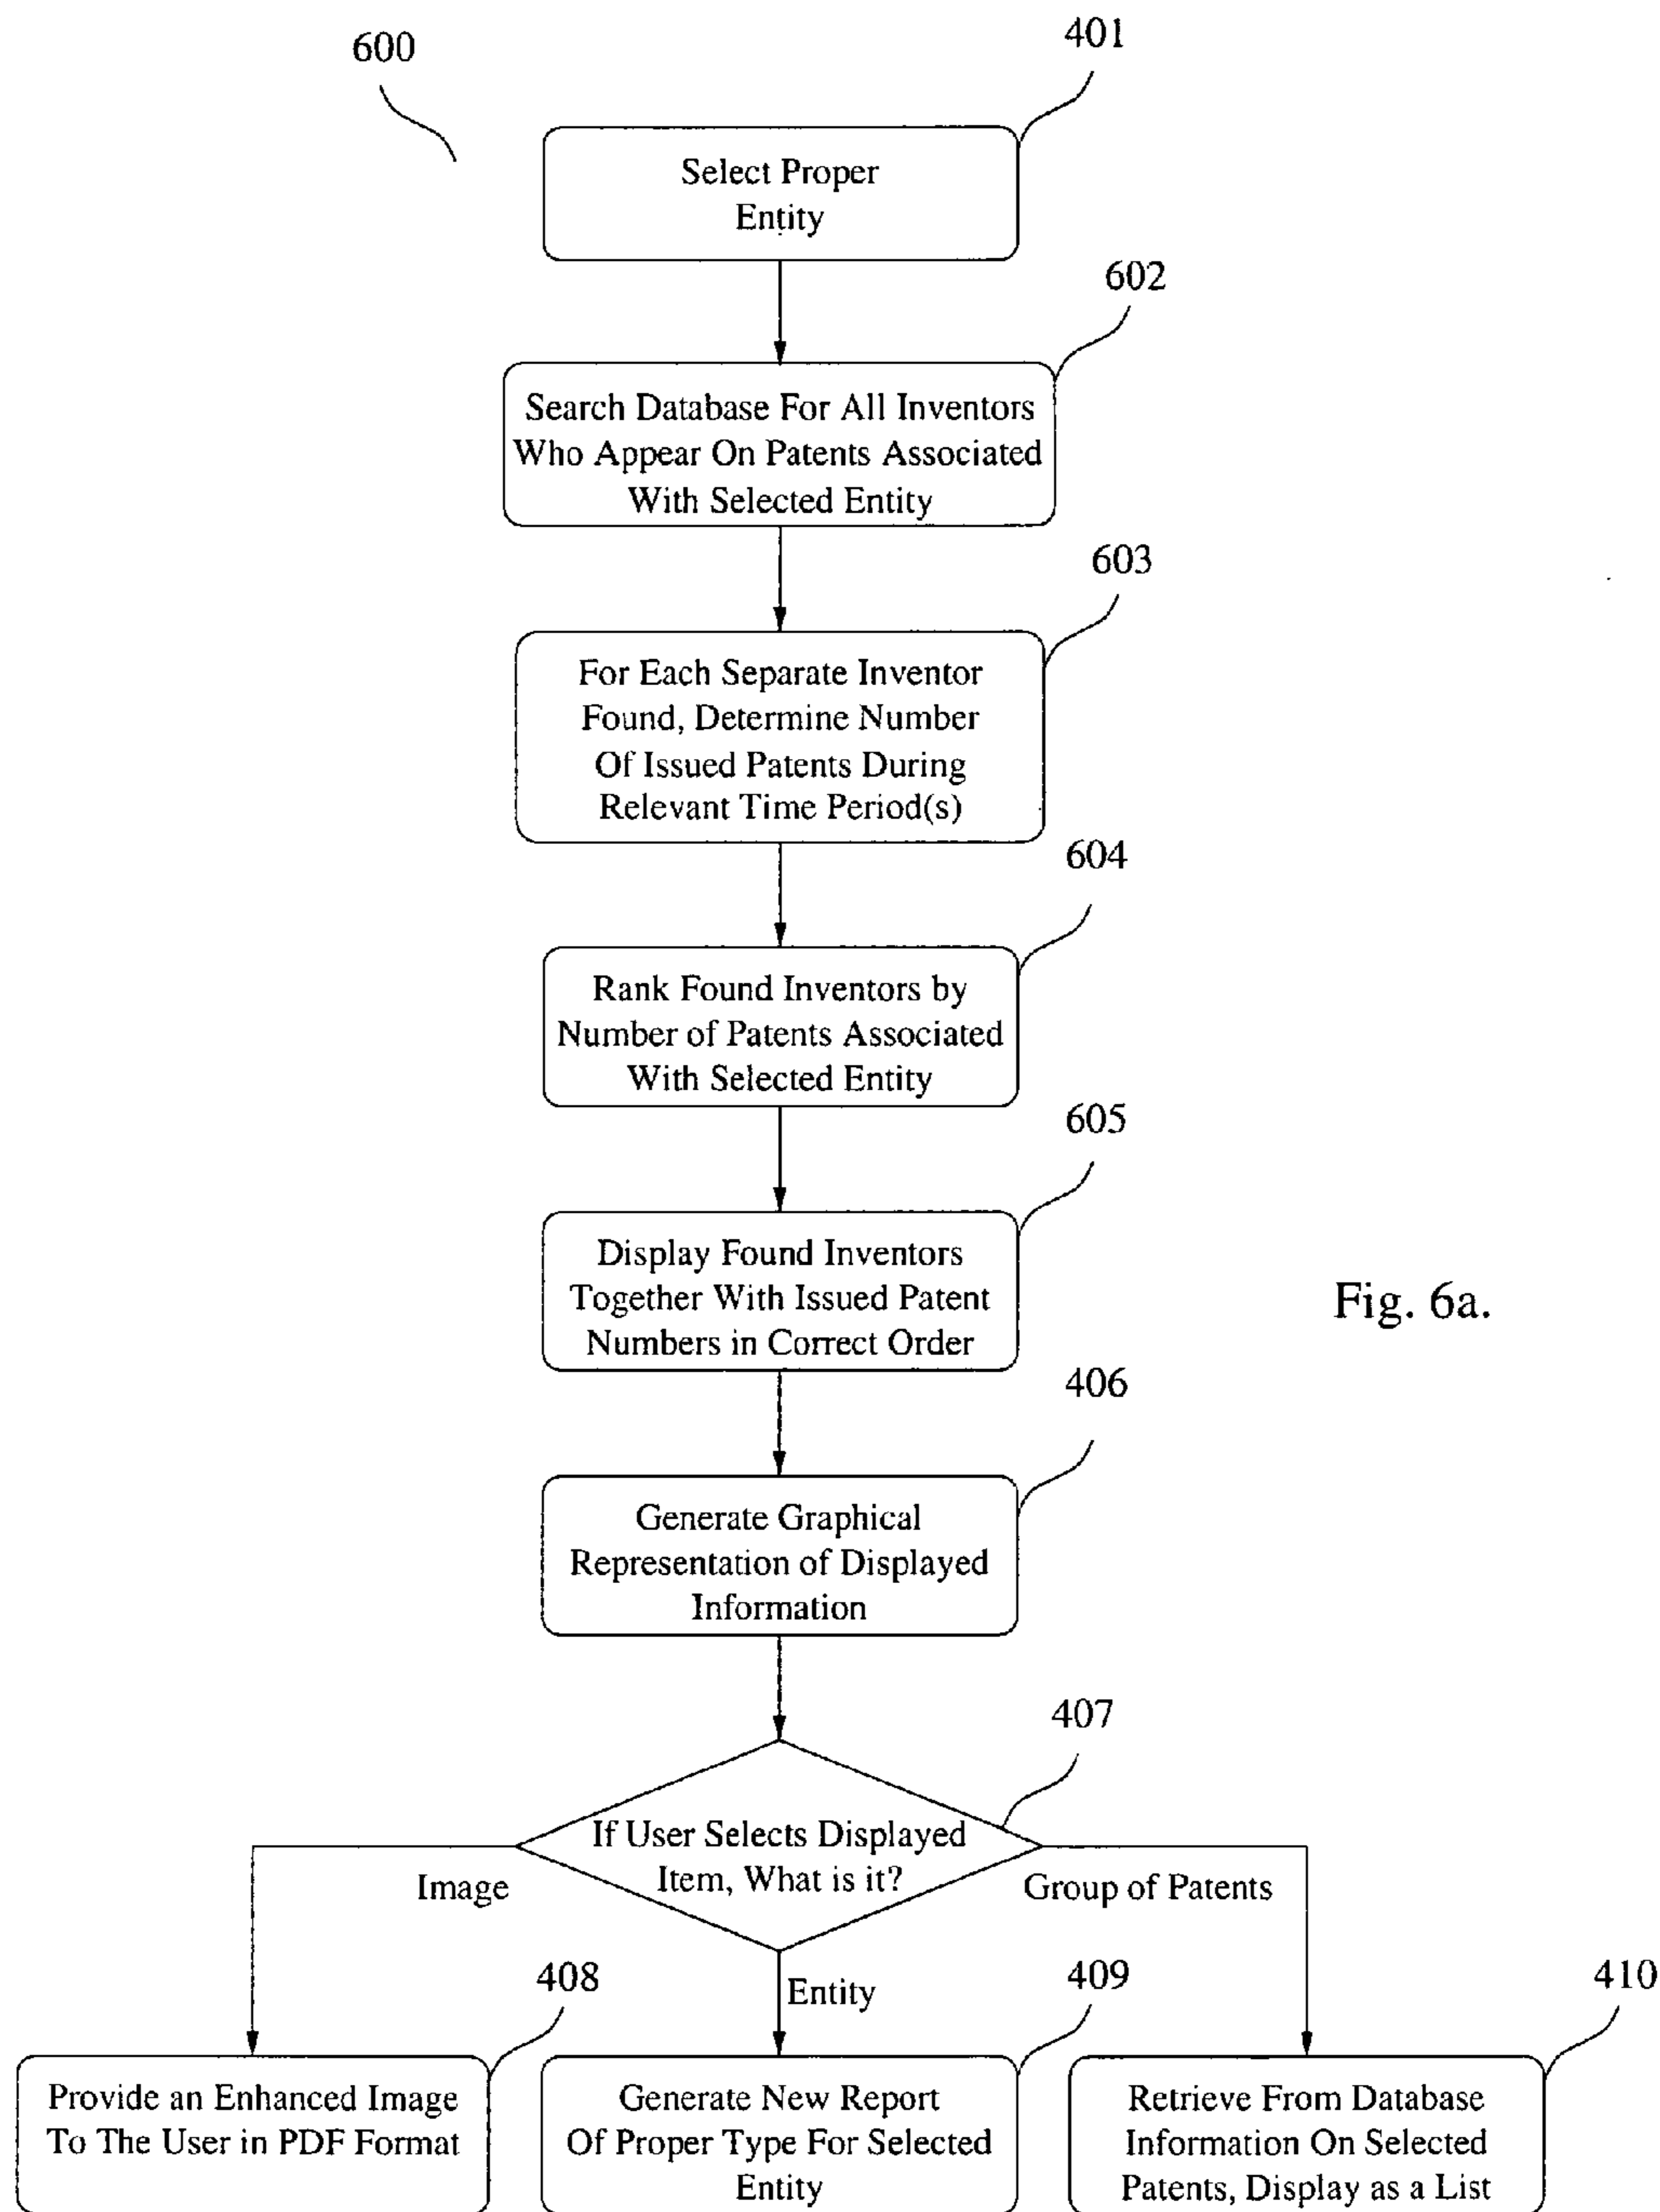 600
401
Select Proper
Entity
602
Search Database For All Inventors
Who Appear On Patents Associated
With Selected Entity
603
For Each Separate Inventor
Found, Determine Number
Of Issued Patents During
Relevant Time Period(s)
604
Rank Found Inventors by
Number of Patents Associated
With Selected Entity
605
Display Found Inventors
Together With Issued Patent
Numbers in Correct Order
Fig. 6a.
406
Generate Graphical
Representation of Displayed
Information
407
If User Selects Displayed
Item, What is it?
Image
Group of Patents
Entity
408
Provide an Enhanced Image
To The User in PDF Format
409
Generate New Report
Of Proper Type For Selected
Entity
410
Retrieve From Database
Information On Selected
Patents, Display as a List